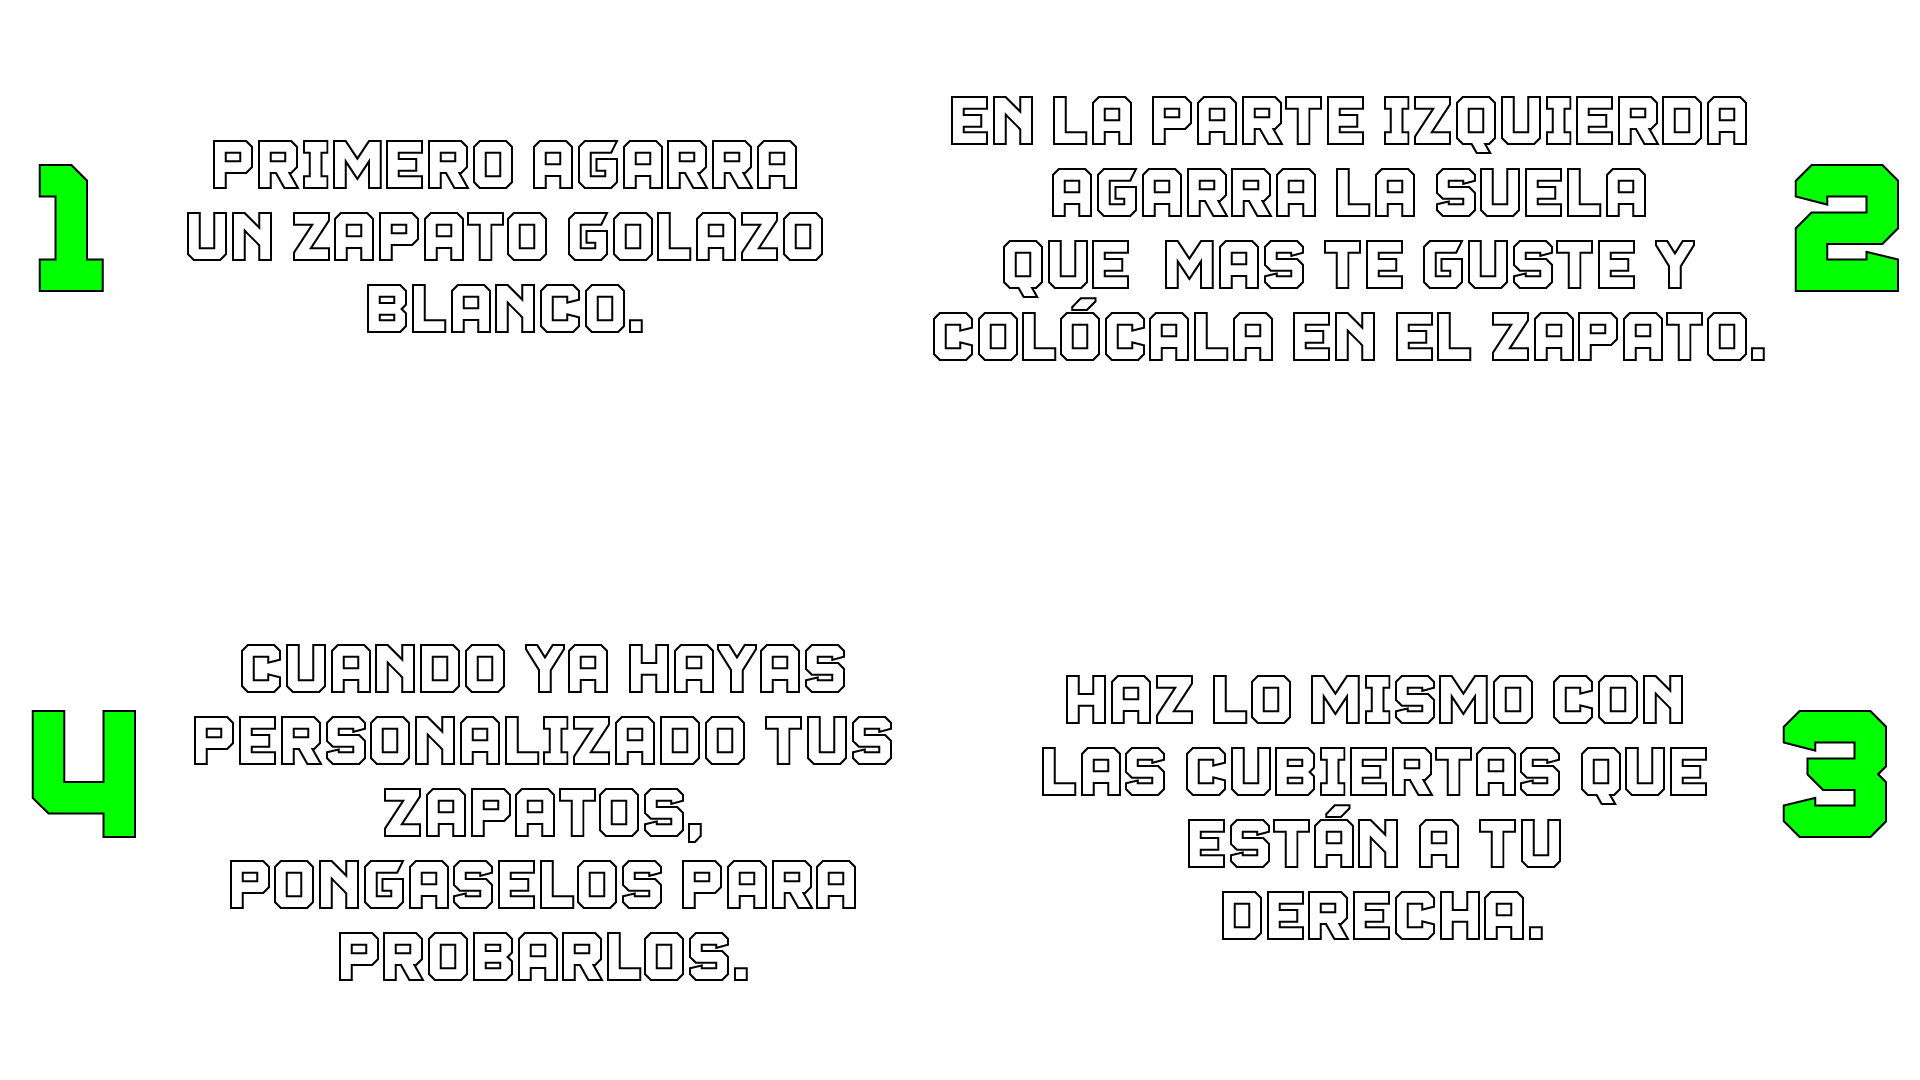 1
PRIMERO AGARRA
UN ZAPATO GOLAZO
BLANCO.
2
EN LA PARTE IZQUIERDA
AGARRA LA SUELA
QUE  MAS TE GUSTE Y
COLÓCALA EN EL ZAPATO.
3
HAZ LO MISMO CON
LAS CUBIERTAS QUE
ESTÁN A TU
DERECHA.
4
CUANDO YA HAYAS
PERSONALIZADO TUS
ZAPATOS,
PONGASELOS PARA
PROBARLOS.